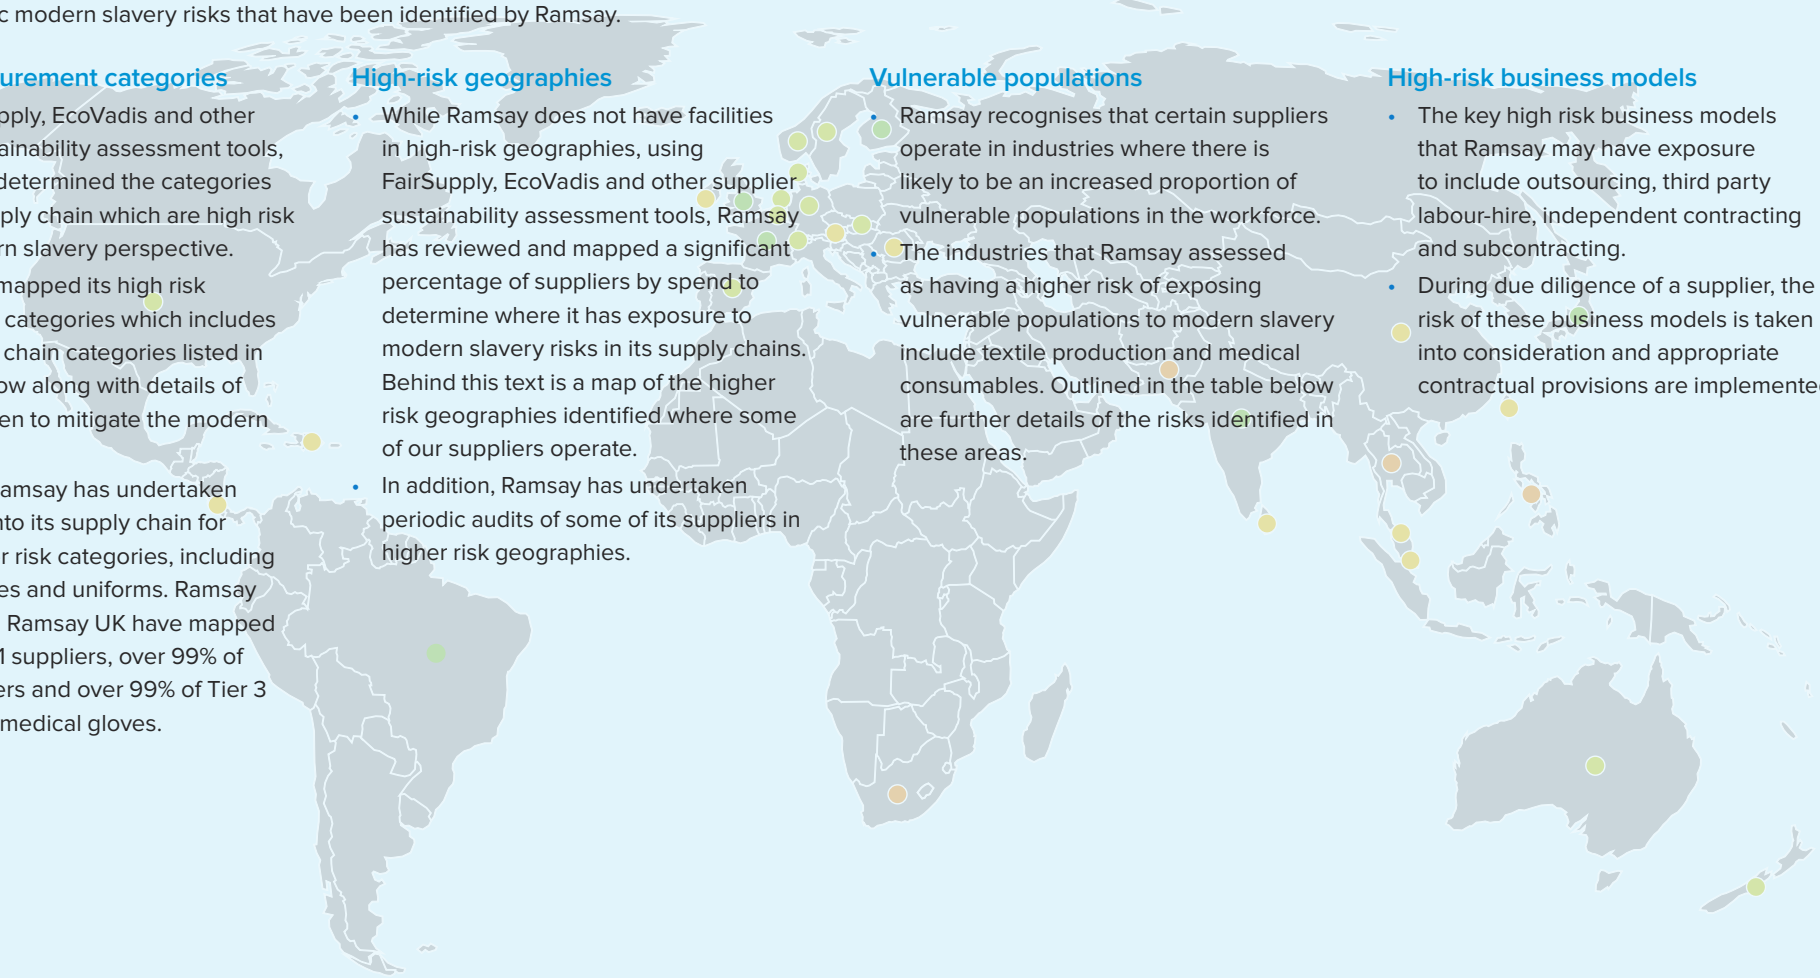 c modern slavery risks that have been identified by Ramsay.
urement categories
pply, EcoVadis and other
ainability assessment tools,
determined the categories
pply chain which are high risk
rn slavery perspective.
mapped its high risk
categories which includes
chain categories listed in
ow along with details of
en to mitigate the modern
amsay has undertaken
nto its supply chain for
r risk categories, including
es and uniforms. Ramsay
Ramsay UK have mapped
1 suppliers, over 99% of
ers and over 99% of Tier 3
medical gloves.
High-risk geographies
• While Ramsay does not have facilities
in high-risk geographies, using
FairSupply, EcoVadis and other supplier
sustainability assessment tools, Ramsay
has reviewed and mapped a significant
percentage of suppliers by spend to
determine where it has exposure to
modern slavery risks in its supply chains.
Behind this text is a map of the higher
risk geographies identified where some
of our suppliers operate.
• In addition, Ramsay has undertaken
periodic audits of some of its suppliers in
higher risk geographies.
Vulnerable populations
• Ramsay recognises that certain suppliers
operate in industries where there is
likely to be an increased proportion of
vulnerable populations in the workforce.
• The industries that Ramsay assessed
as having a higher risk of exposing
vulnerable populations to modern slavery
include textile production and medical
consumables. Outlined in the table below
are further details of the risks identified in
these areas.
High-risk business models
• The key high risk business models
that Ramsay may have exposure
to include outsourcing, third party
labour-hire, independent contracting
and subcontracting.
• During due diligence of a supplier, the
risk of these business models is taken
into consideration and appropriate
contractual provisions are implemente